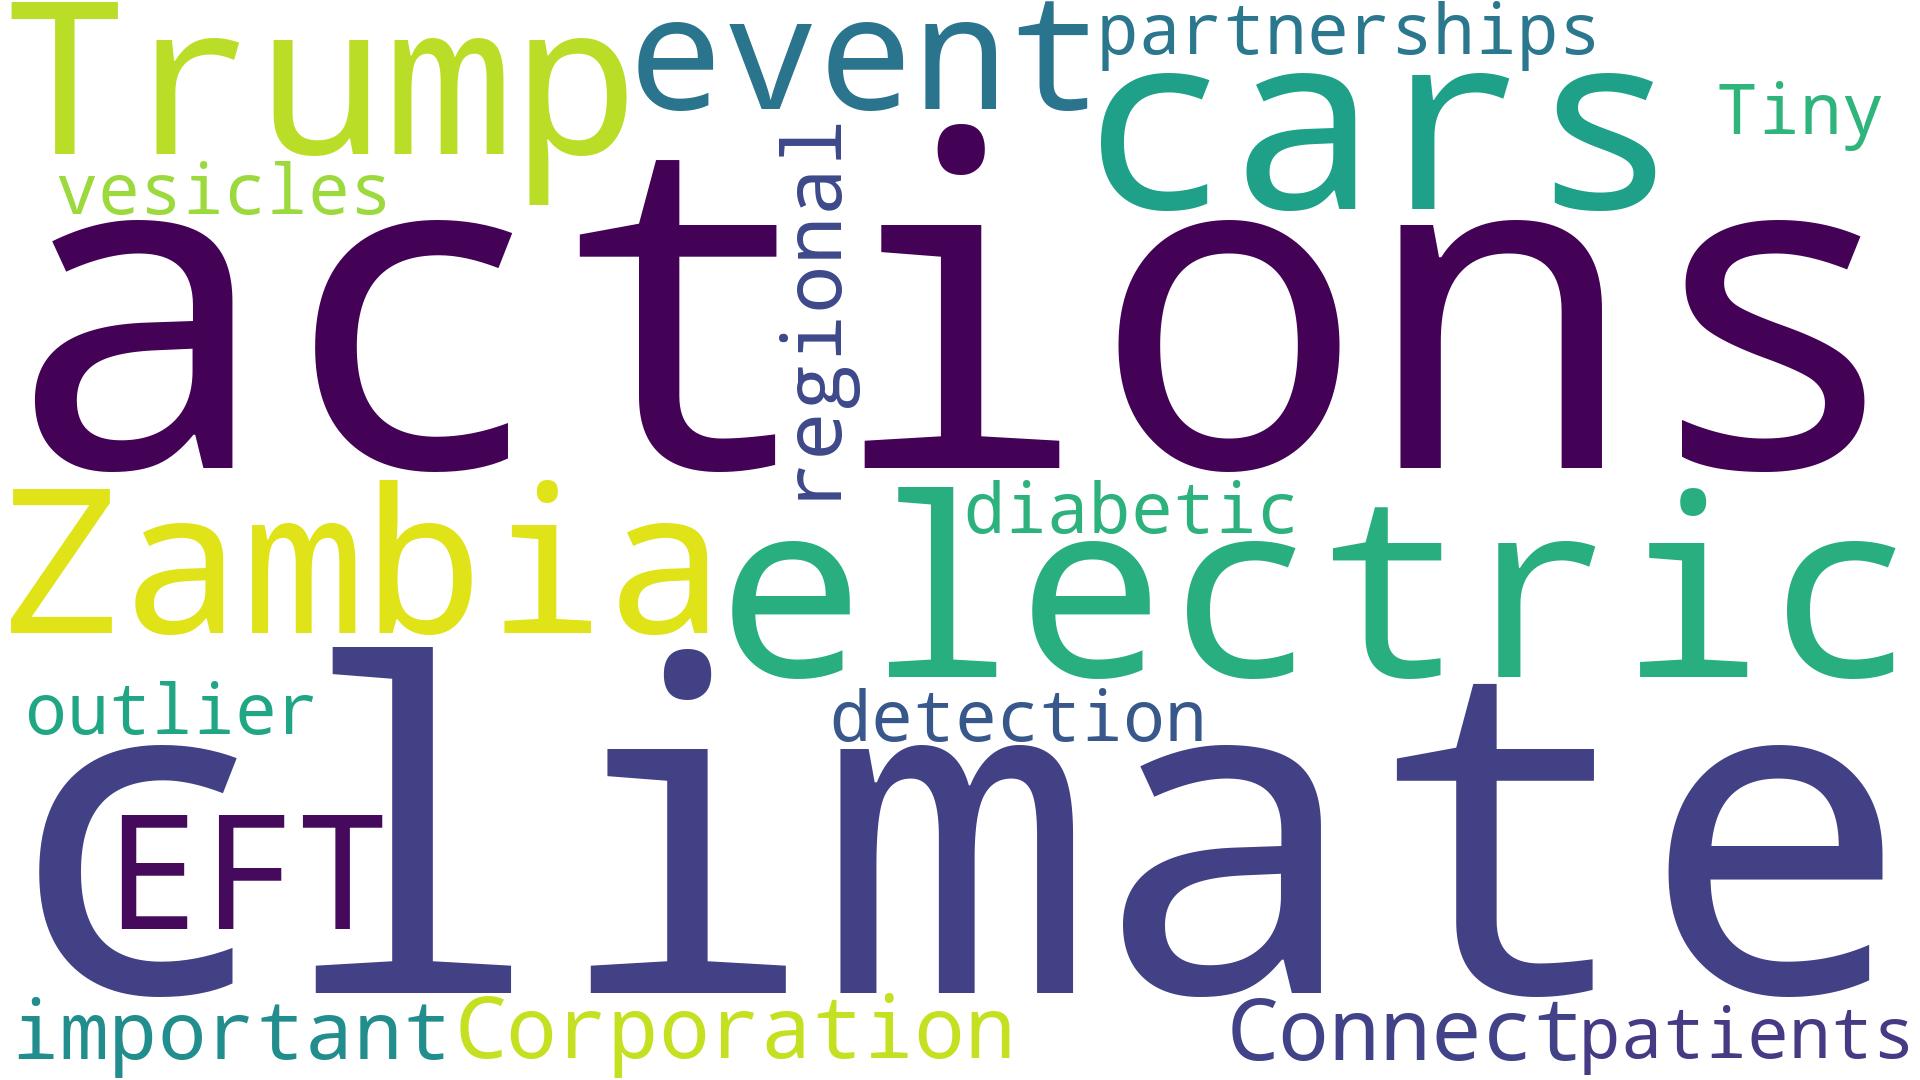 Trump
event
partnerships
cars
Tiny
vesicles
regional
actions
Zambia
diabetic
electric
outlier
detection
climate
EFT
important
Corporation
Connect
patients